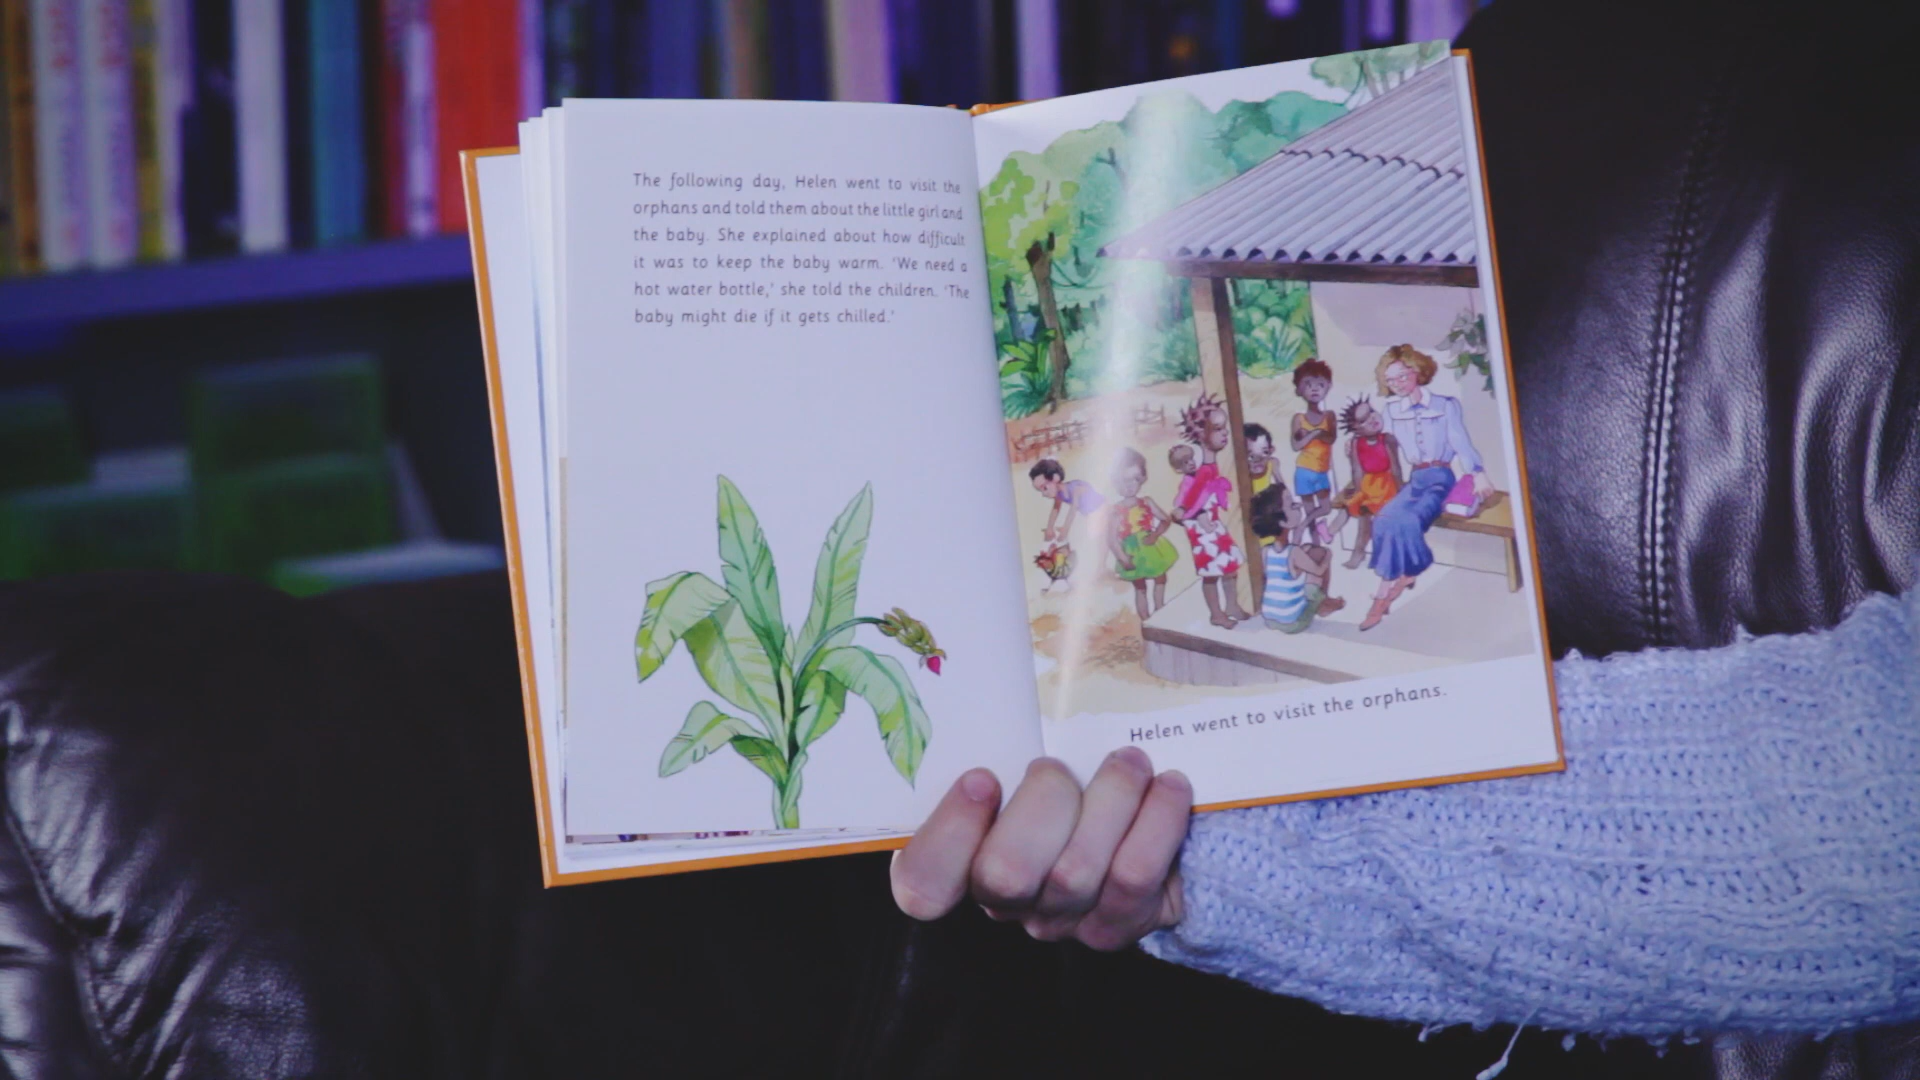 The following day, Helen went to visit the
orphans and told them about the little girl and
the baby. She explained about how difficult
it was to keep the baby warm. ‘We need a
hot water bottle,’ she told the children. ‘The
baby might die if it gets chilled.’
Helen went to visit the orphans.